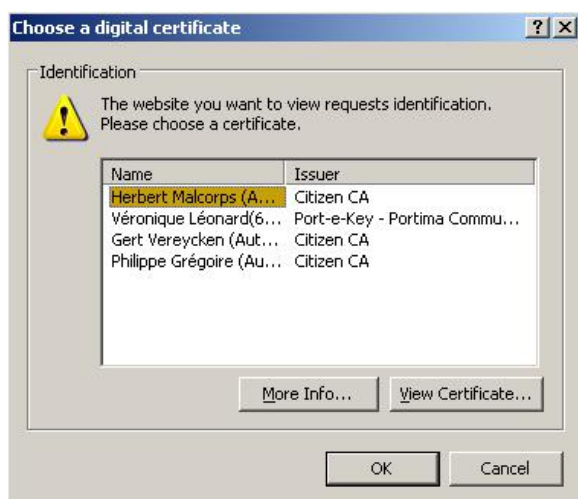 Choose a digital certificate
Identification
The website you want to view requests identification.
Please choose a certificate.
Name Issuer
Herbert Malcorps (A... Citizen CA
Véronique Léonard(6... Port-e-Key - Portima Commu...
Gert Vereycken (Aut... Citizen CA
Philippe Grégoire (Au... Citizen CA
More Info... View Certificate...
OK Cancel